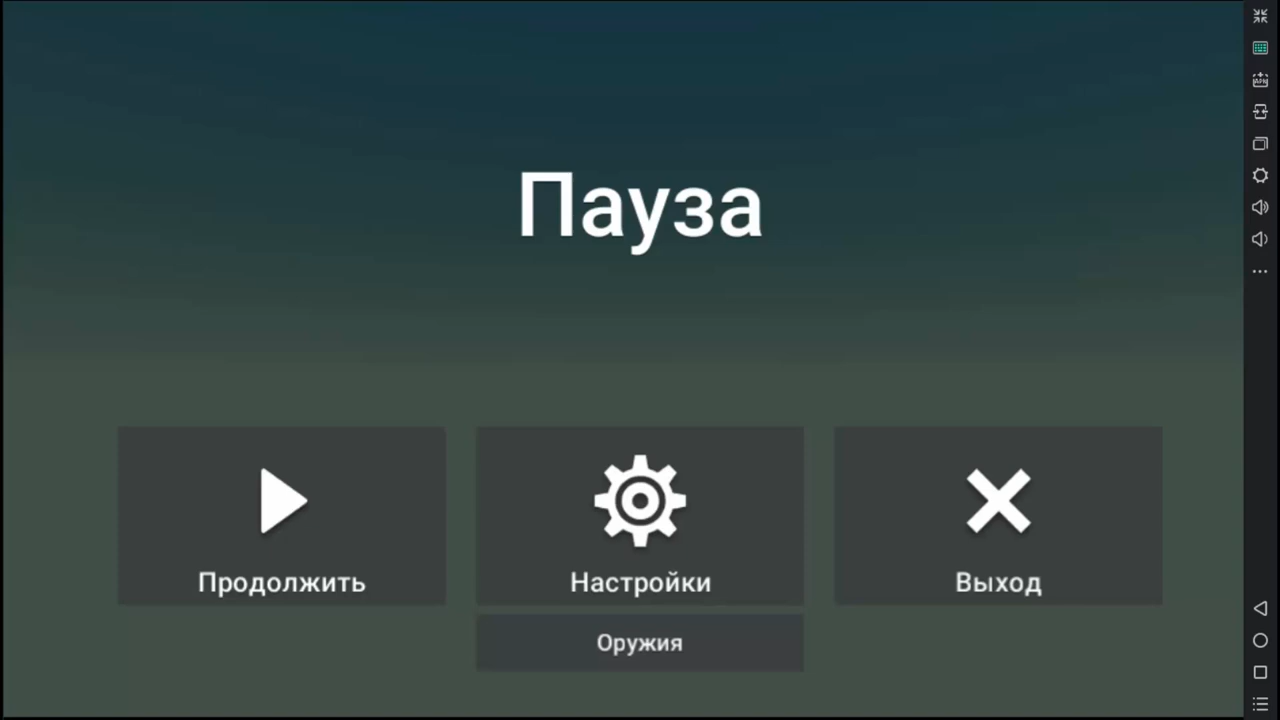 Пауза
Продолжить
Настройки
Выход
Оружия